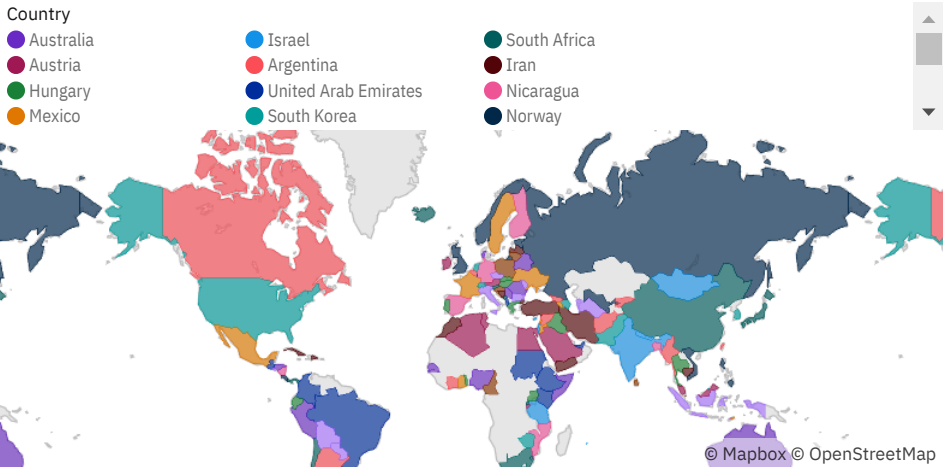 Country
Australia
Israel
South Africa
Austria
Argentina
Iran
Hungary
United Arab Emirates
Nicaragua
Mexico
South Korea
Norway
© Mapbox © OpenStreetMap